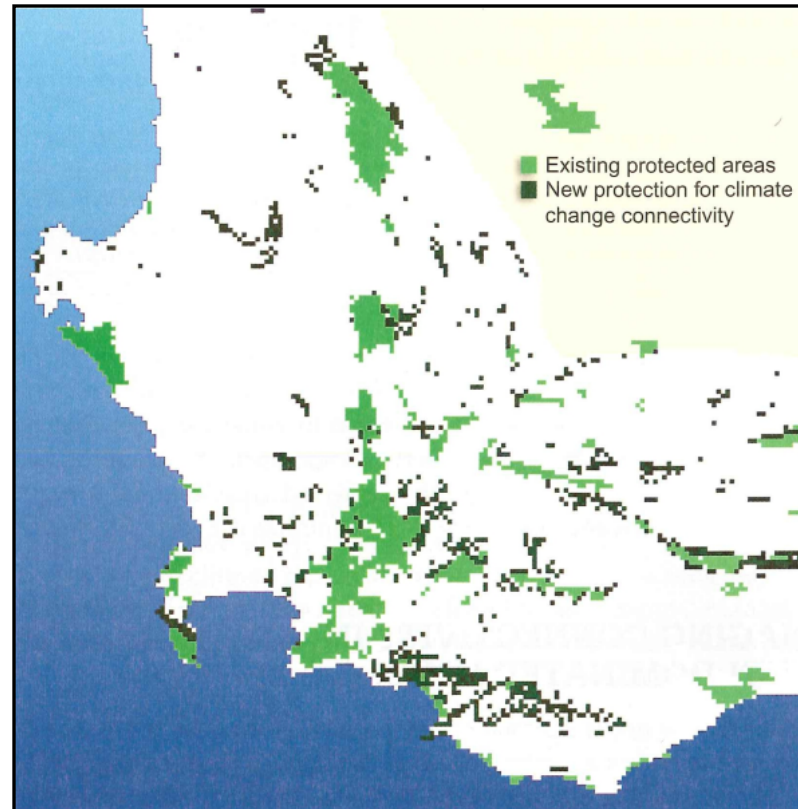 Existing protected areas
New protection for climate
change connectivity